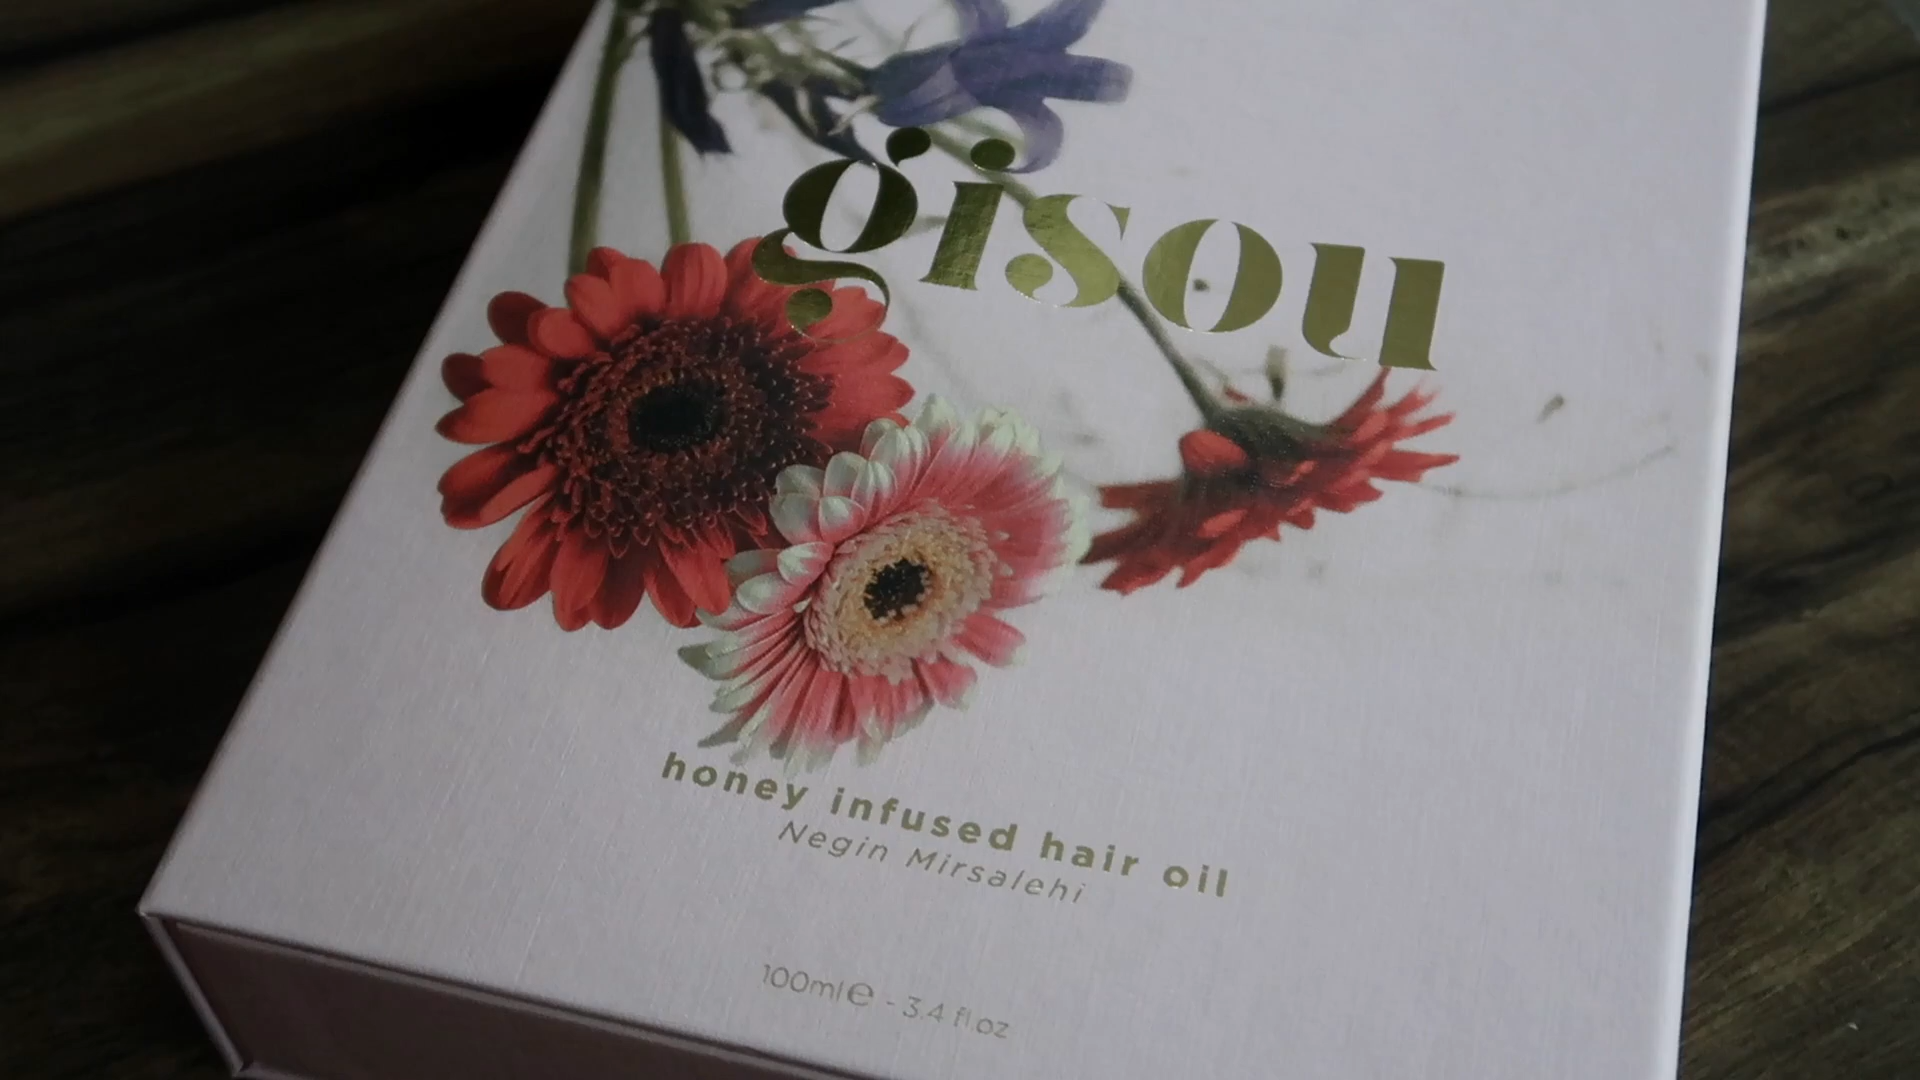 gisou
honey infused hair oil
Negin Mirsalehi
100ml℮ - 3.4 fl.oz